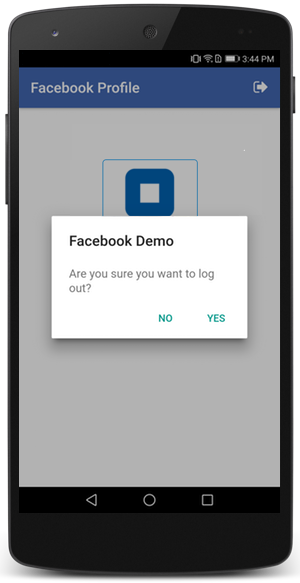 3:44 PM
Facebook Profile
Facebook Demo
Are you sure you want to log
out?
NO YES